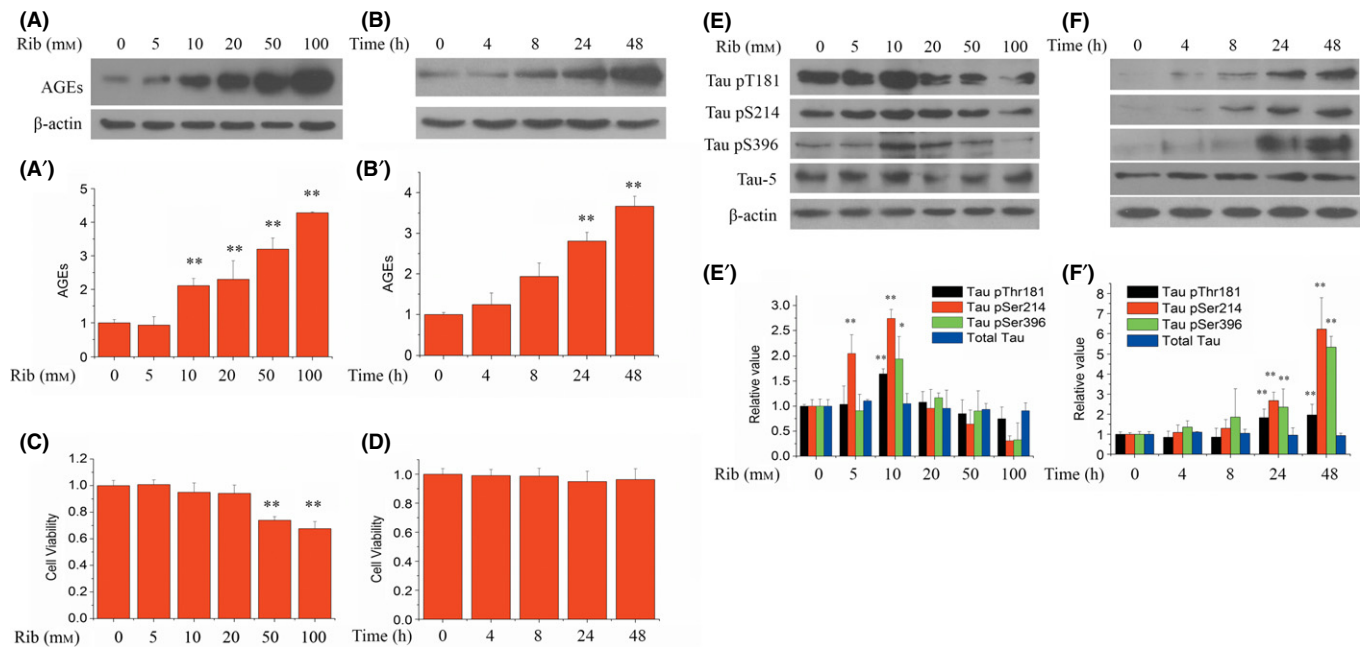 (A)
Rib (mM) 0 5 10 20 50 100
AGEs
β-actin
(B)
Time (h) 0 4 8 24 48
(A′)
AGEs
5
4
3
2
1
0
** ** ** **
Rib (mM) 0 5 10 20 50 100
(B′)
AGEs
4
3
2
1
0
** **
Time (h) 0 4 8 24 48
(C)
Cell Viability
1.2
1.0
0.8
0.6
0.4
0.2
0.0
** **
Rib (mM) 0 5 10 20 50 100
(D)
Cell Viability
1.2
1.0
0.8
0.6
0.4
0.2
0.0
Time (h) 0 4 8 24 48
(E)
Rib (mM) 0 5 10 20 50 100
Tau pT181
Tau pS214
Tau pS396
Tau-5
β-actin
(F)
Time (h) 0 4 8 24 48
(E′)
Relative value
3.0
2.5
2.0
1.5
1.0
0.5
0.0
** ** ** *
Tau pThr181
Tau pSer214
Tau pSer396
Total Tau
Rib (mM) 0 5 10 20 50 100
(F′)
Relative value
8
7
6
5
4
3
2
1
0
Tau pThr181
Tau pSer214
Tau pSer396
Total Tau
** ** ** ** ** **
Time (h) 0 4 8 24 48